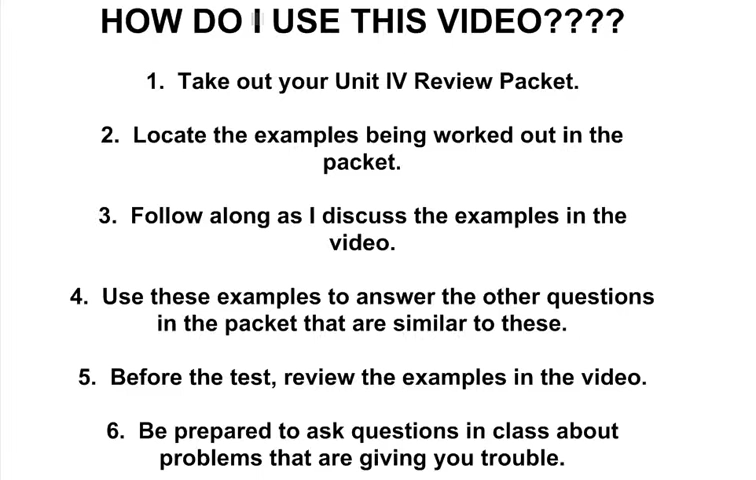 HOW DO I USE THIS VIDEO????
1. Take out your Unit IV Review Packet.
2. Locate the examples being worked out in the
packet.
3. Follow along as I discuss the examples in the
video.
4. Use these examples to answer the other questions
in the packet that are similar to these.
5. Before the test, review the examples in the video.
6. Be prepared to ask questions in class about
problems that are giving you trouble.